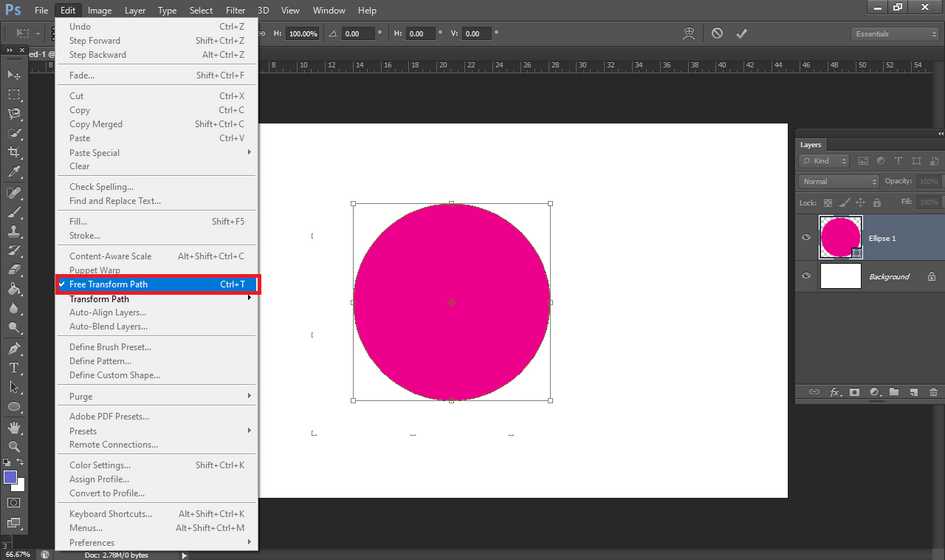 Ps File Edit Image Layer Type Select Filter 3D View Window Help
H: 100.00% 0.00 ° H: 0.00 ° V: 0.00 ° Essentials
ed-1 @
8 8 10 12 14 16 18 20 22 24 26 28 30 32 34 36 38 40 42 44 46 48 50 52 54
Undo Ctrl+Z
Step Forward Shift+Ctrl+Z
Step Backward Alt+Ctrl+Z
Fade... Shift+Ctrl+F
Cut Ctrl+X
Copy Ctrl+C
Copy Merged Shift+Ctrl+C
Paste Ctrl+V
Paste Special
Clear
Check Spelling...
Find and Replace Text...
Fill... Shift+F5
Stroke...
Content-Aware Scale Alt+Shift+Ctrl+C
Puppet Warp
Free Transform Path Ctrl+T
Transform Path
Auto-Align Layers...
Auto-Blend Layers...
Define Brush Preset...
Define Pattern...
Define Custom Shape...
Purge
Adobe PDF Presets...
Presets
Remote Connections...
Color Settings... Shift+Ctrl+K
Assign Profile...
Convert to Profile...
Keyboard Shortcuts... Alt+Shift+Ctrl+K
Menus... Alt+Shift+Ctrl+M
Preferences
Layers
Kind
Normal Opacity: 100%
Lock: Fill: 100%
Ellipse 1
Background
fx
3
66.67% Doc: 2.78M/0 bytes